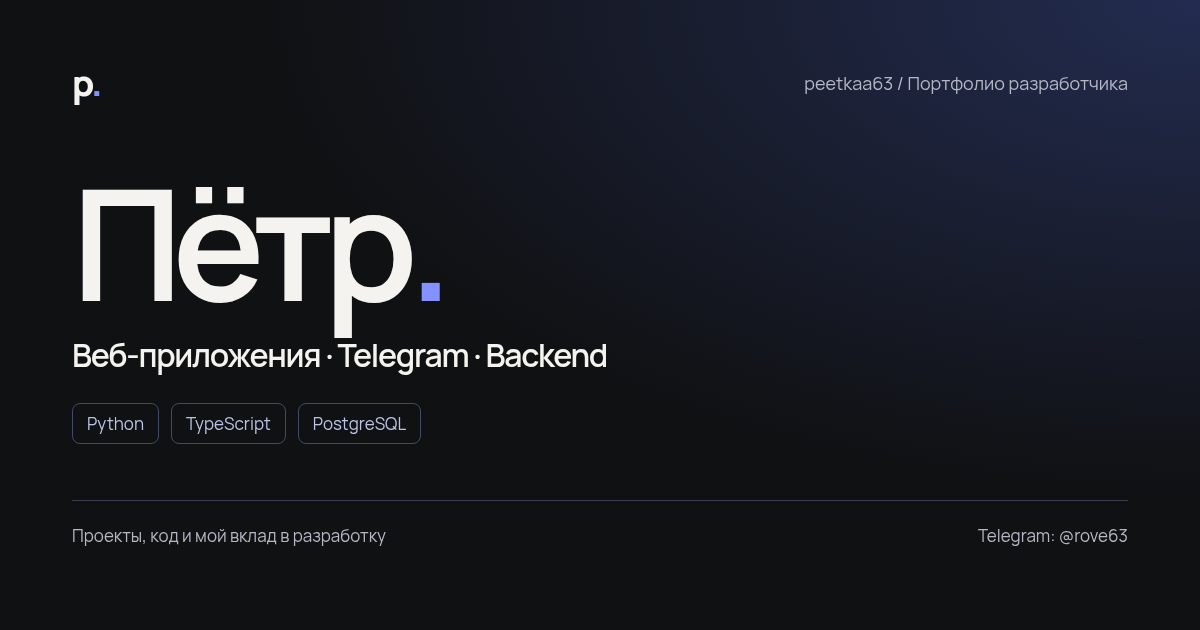 p.
peetkaa63 / Портфолио разработчика
Пётр.
Веб-приложения · Telegram · Backend
Python
TypeScript
PostgreSQL
Проекты, код и мой вклад в разработку
Telegram: @rove63